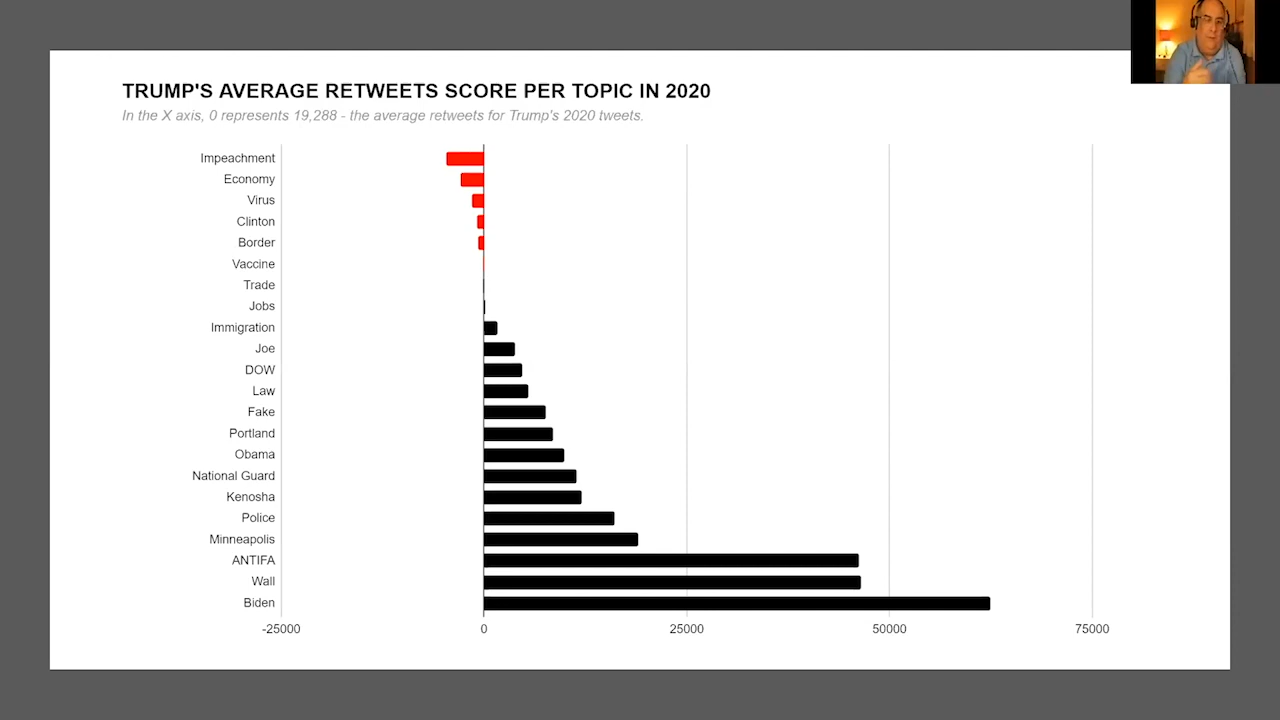 TRUMP'S AVERAGE RETWEETS SCORE PER TOPIC IN 2020
In the X axis, 0 represents 19,288 - the average retweets for Trump's 2020 tweets.
Impeachment
Economy
Virus
Clinton
Border
Vaccine
Trade
Jobs
Immigration
Joe
DOW
Law
Fake
Portland
Obama
National Guard
Kenosha
Police
Minneapolis
ANTIFA
Wall
Biden
-25000 0 25000 50000 75000